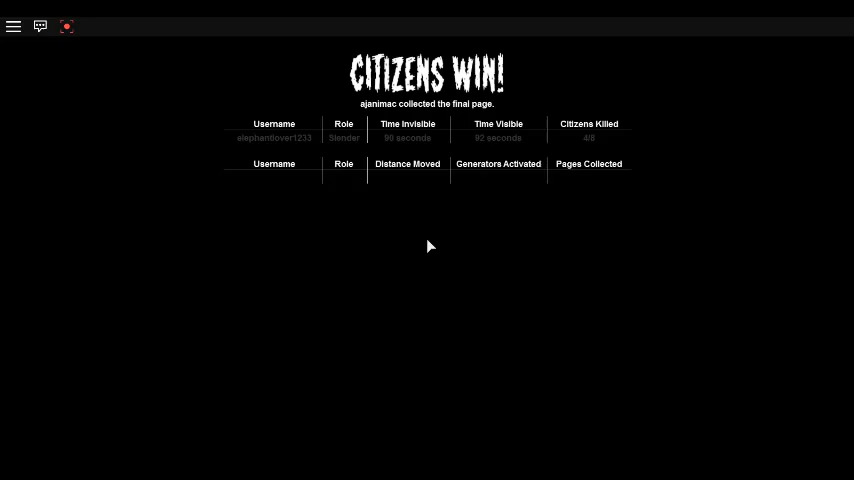 CITIZENS WIN!
ajanimac collected the final page.
Username Role Time Invisible Time Visible Citizens Killed
elephantlover1233 Slender 90 seconds 92 seconds 4/8
Username Role Distance Moved Generators Activated Pages Collected